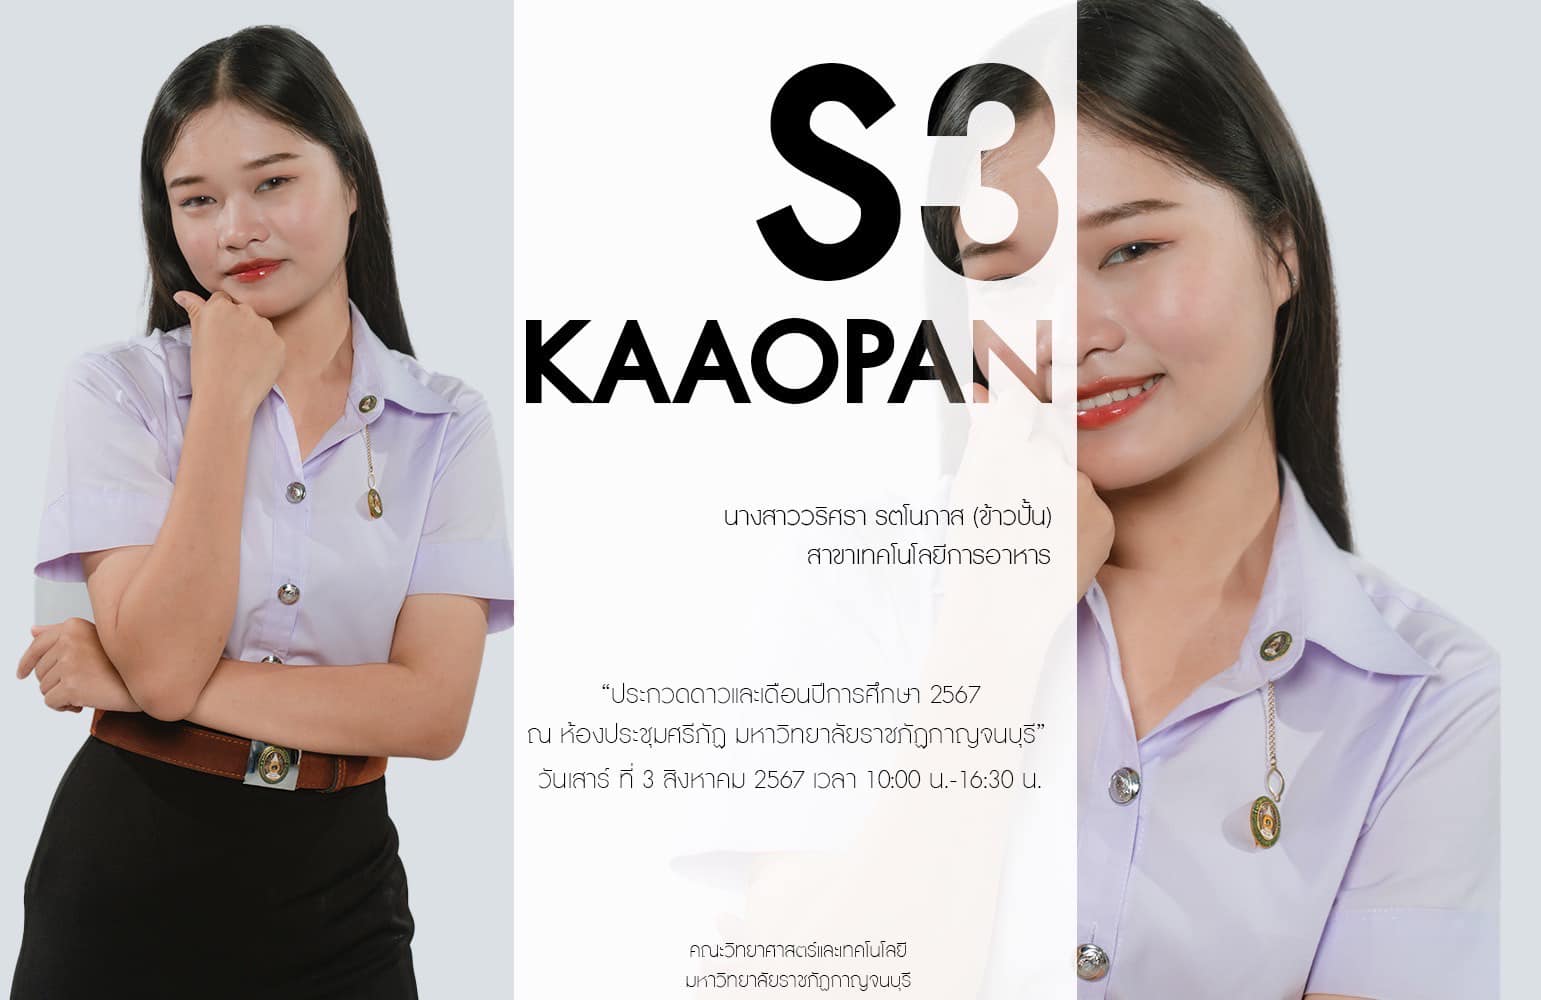 S3
KAAOPAN
นางสาววริศรา รตโนภาส (ข้าวปั้น)
สาขาเทคโนโลยีการอาหาร
“ประกวดดาวและเดือนปีการศึกษา 2567
ณ ห้องประชุมศรีภัฏ มหาวิทยาลัยราชภัฏกาญจนบุรี”
วันเสาร์ ที่ 3 สิงหาคม 2567 เวลา 10:00 น.-16:30 น.
คณะวิทยาศาสตร์และเทคโนโลยี
มหาวิทยาลัยราชภัฏกาญจนบุรี